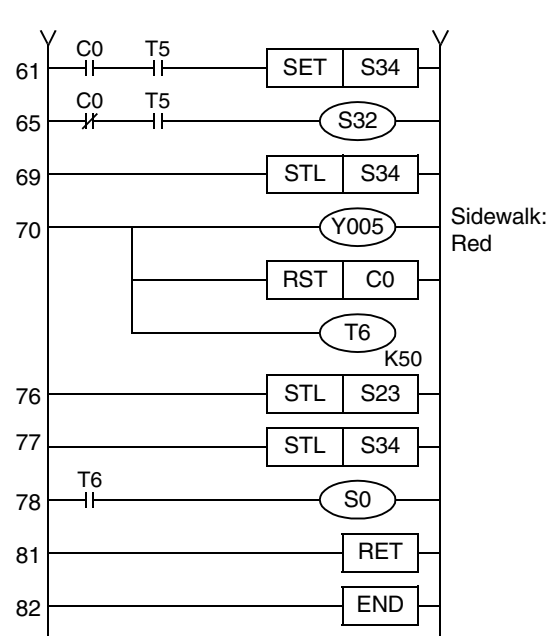 C0 T5
61 SET S34
C0 T5
65 S32
69 STL S34
70 Y005 Sidewalk:
Red
RST C0
T6
K50
76 STL S23
77 STL S34
T6
78 S0
81 RET
82 END